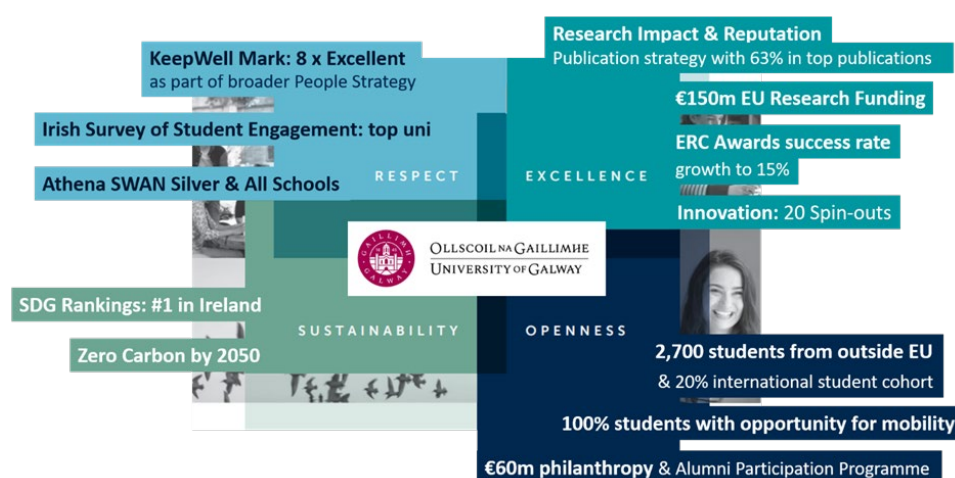 KeepWell Mark: 8 x Excellent
as part of broader People Strategy
Irish Survey of Student Engagement: top uni
Athena SWAN Silver & All Schools
RESPECT
Research Impact & Reputation
Publication strategy with 63% in top publications
€150m EU Research Funding
ERC Awards success rate
growth to 15%
Innovation: 20 Spin-outs
EXCELLENCE
GAILLIMH
GALWAY
OLLSCOIL NA GAILLIMHE
UNIVERSITY OF GALWAY
SDG Rankings: #1 in Ireland
Zero Carbon by 2050
SUSTAINABILITY
OPENNESS
2,700 students from outside EU
& 20% international student cohort
100% students with opportunity for mobility
€60m philanthropy & Alumni Participation Programme